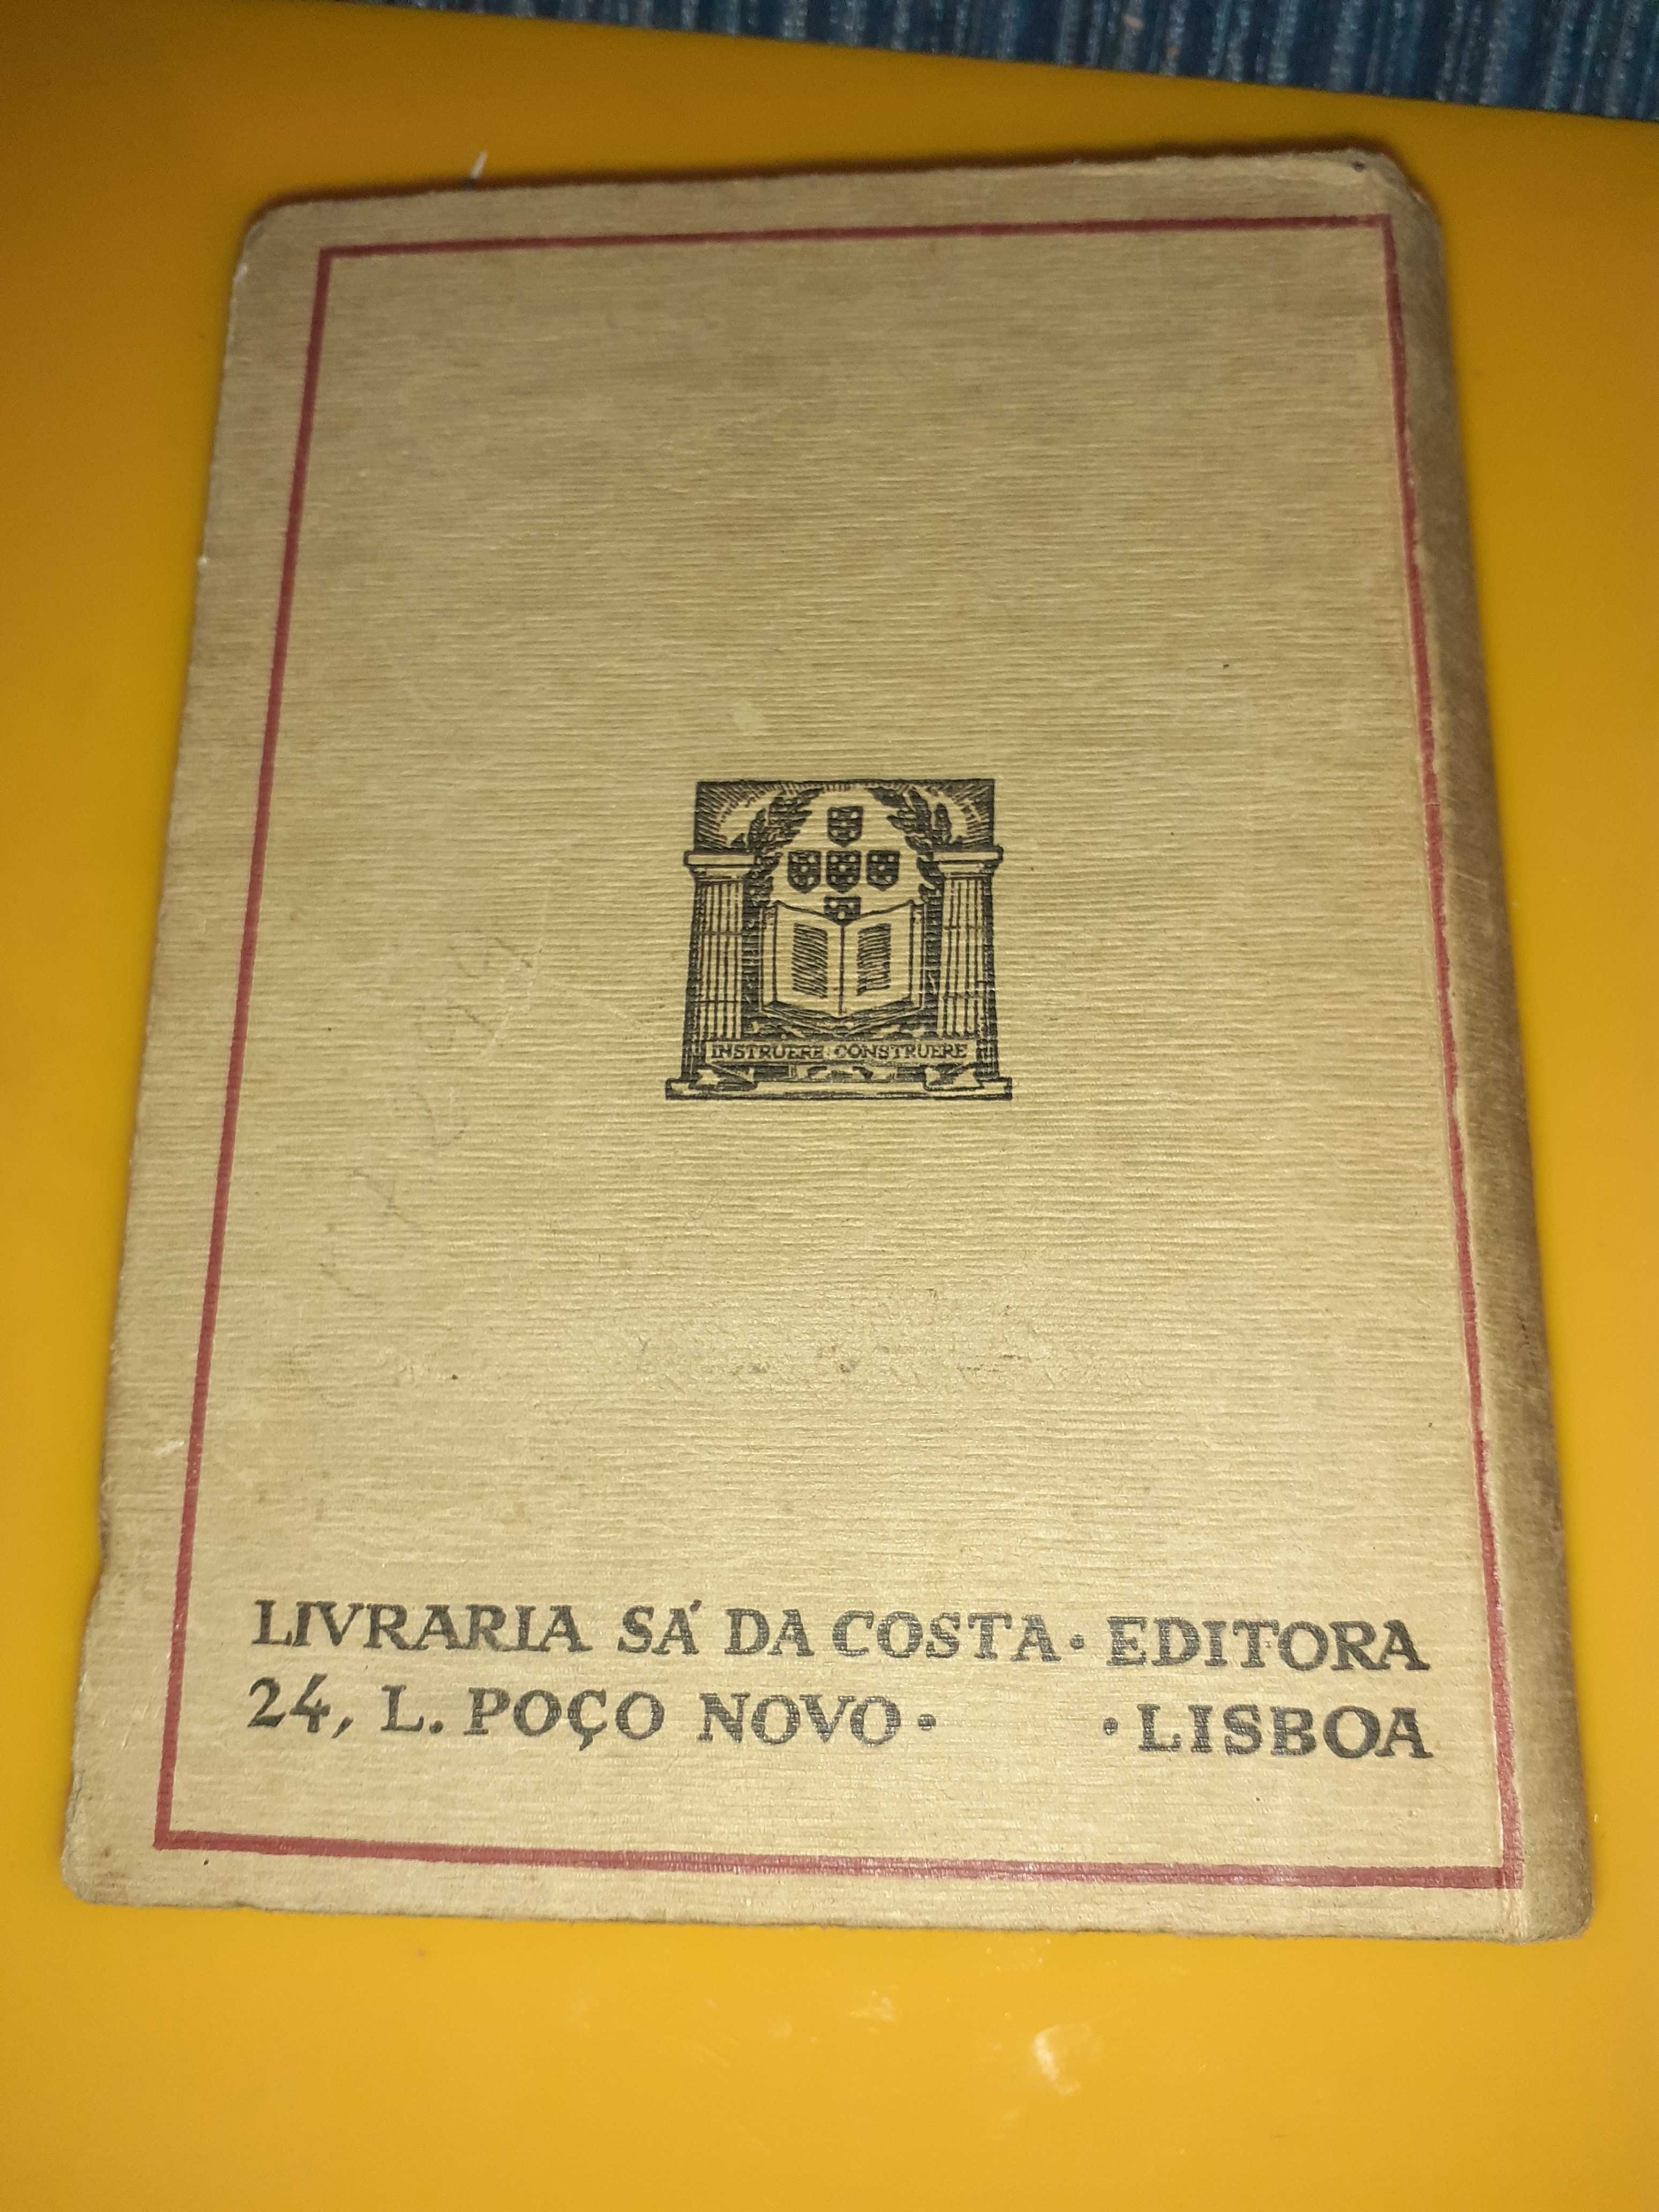 INSTRUERE CONSTRUERE
LIVRARIA SÁ DA COSTA · EDITORA
24, L. POÇO NOVO · · LISBOA